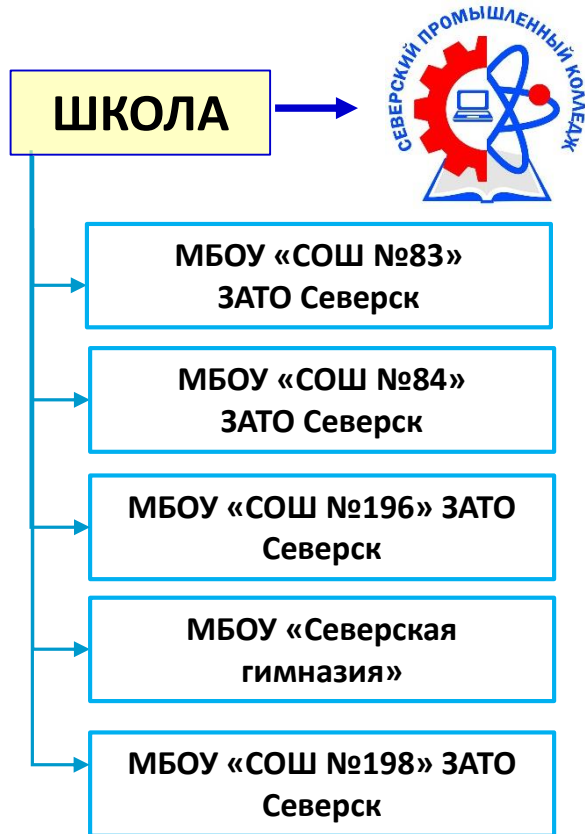 СЕВЕРСКИЙ ПРОМЫШЛЕННЫЙ КОЛЛЕДЖ
ШКОЛА
МБОУ «СОШ №83»
ЗАТО Северск
МБОУ «СОШ №84»
ЗАТО Северск
МБОУ «СОШ №196» ЗАТО
Северск
МБОУ «Северская
гимназия»
МБОУ «СОШ №198» ЗАТО
Северск